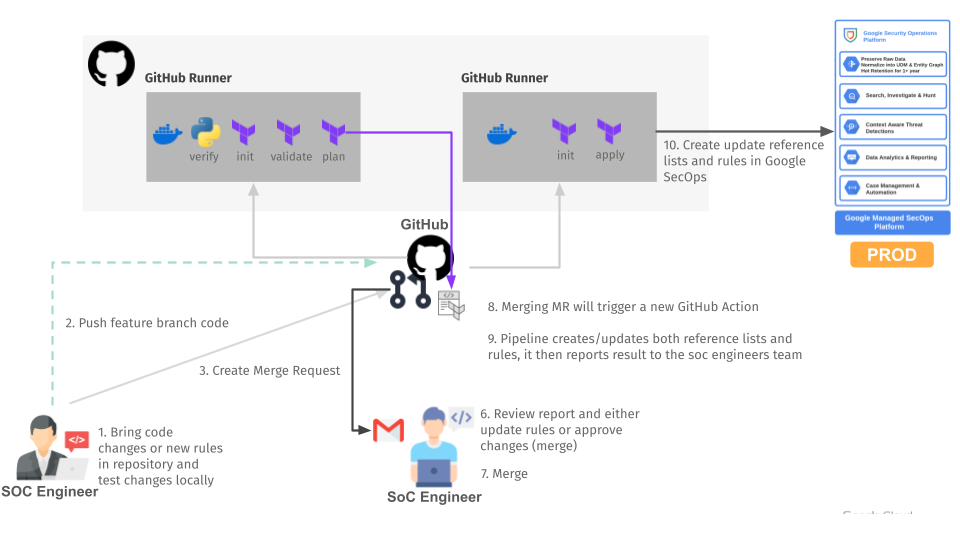 Google Security Operations
Platform
Preserve Raw Data
Normalize into UDM & Entity Graph
Hot Retention for 1+ year
Search, Investigate & Hunt
Context Aware Threat
Detections
Data Analytics & Reporting
Case Management &
Automation
Google Managed SecOps
Platform
PROD
GitHub Runner
verify
init
validate
plan
GitHub Runner
init
apply
10. Create update reference
lists and rules in Google
SecOps
GitHub
8. Merging MR will trigger a new GitHub Action
9. Pipeline creates/updates both reference lists and
rules, it then reports result to the soc engineers team
2. Push feature branch code
3. Create Merge Request
1. Bring code
changes or new rules
in repository and
test changes locally
SOC Engineer
6. Review report and either
update rules or approve
changes (merge)
7. Merge
SoC Engineer